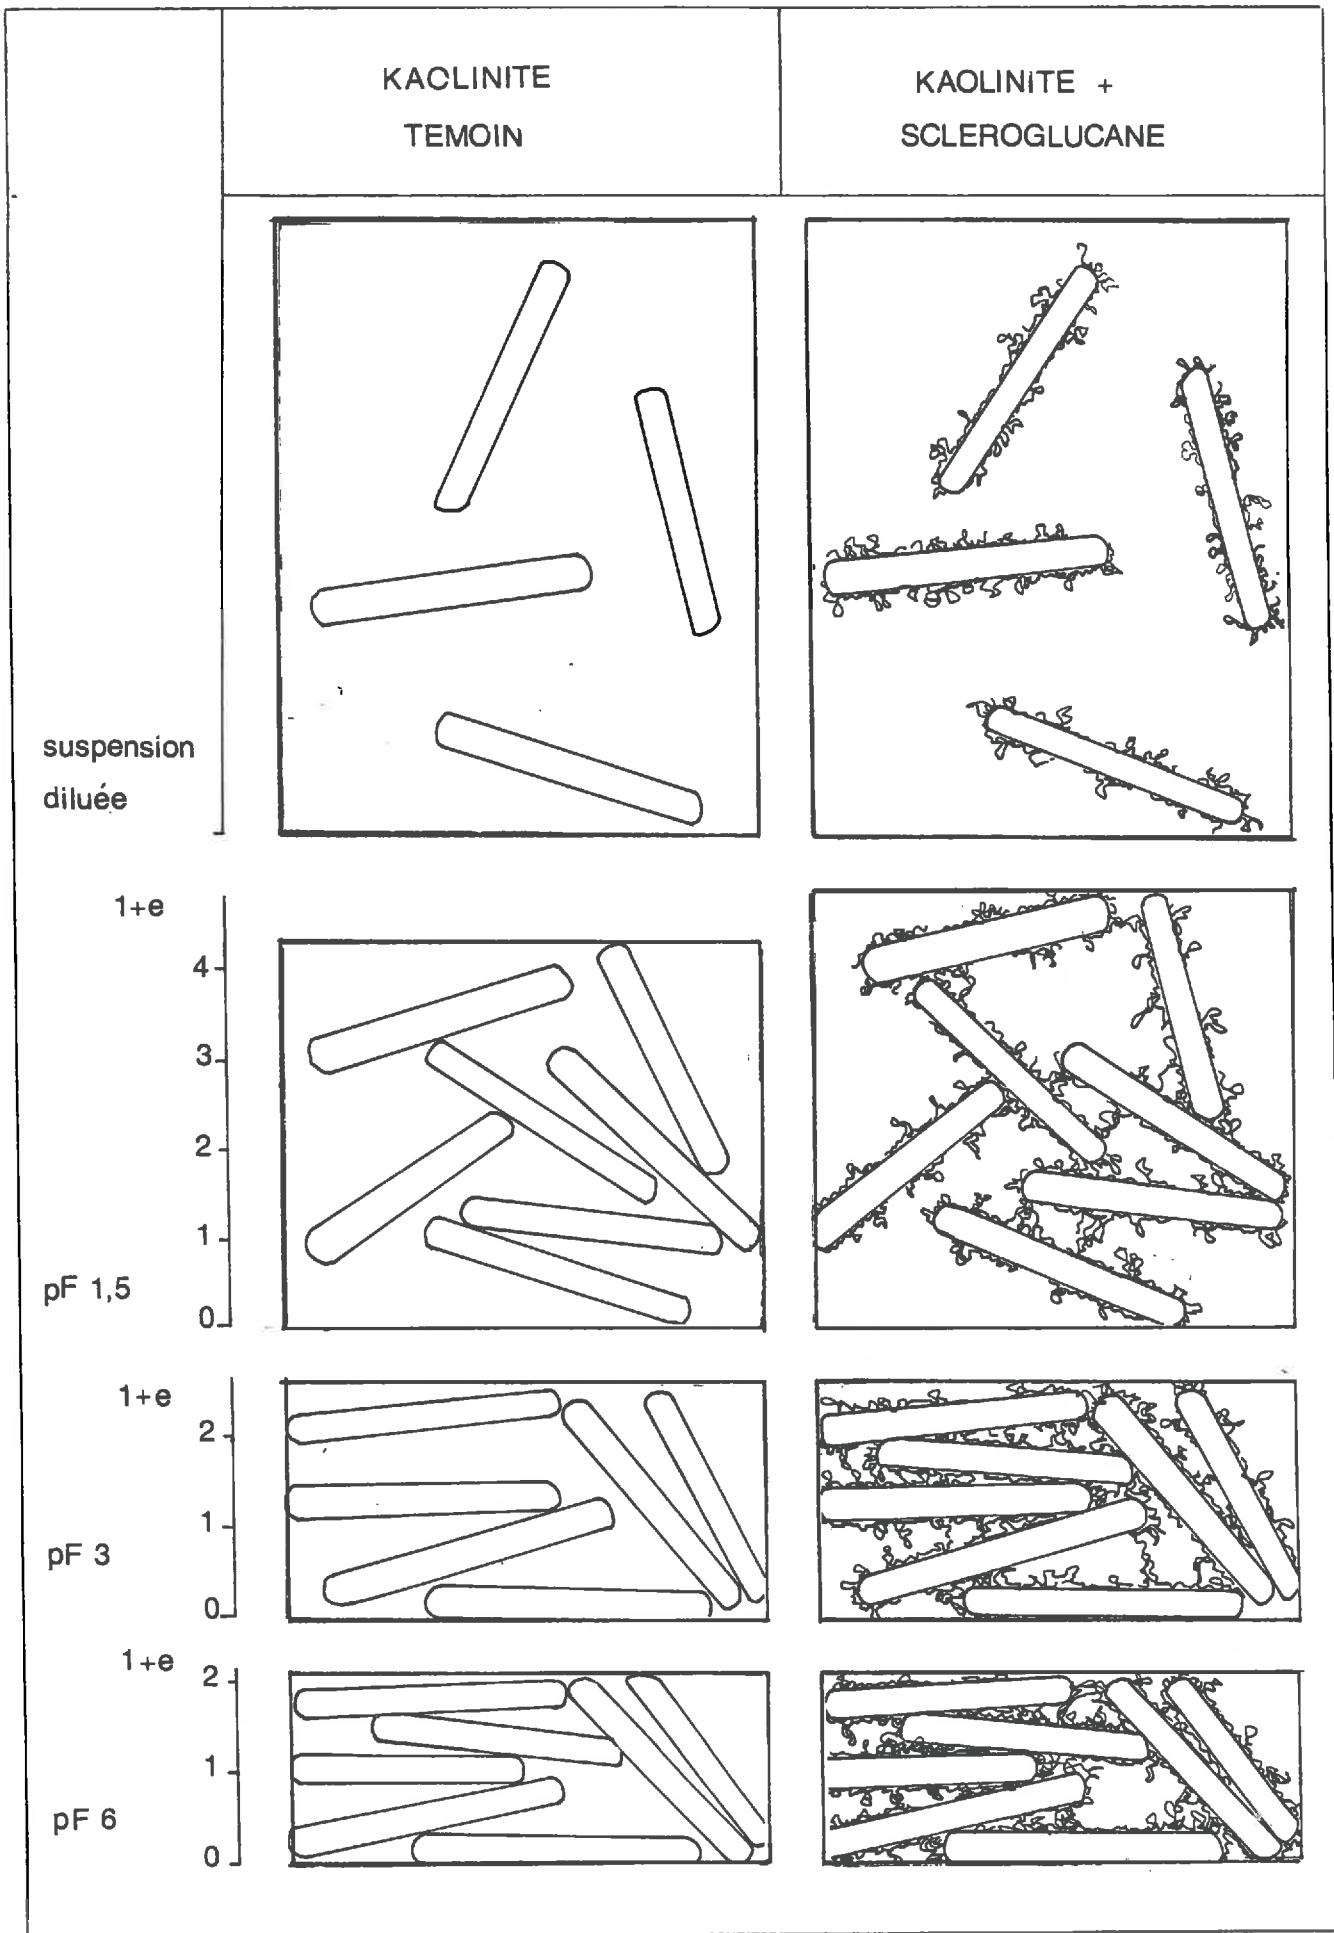 KAOLINITE
TEMOIN
KAOLINITE +
SCLEROGLUCANE
suspension
diluée
1+e
4
3
2
1
0
pF 1,5
1+e
2
1
0
pF 3
1+e
2
1
0
pF 6